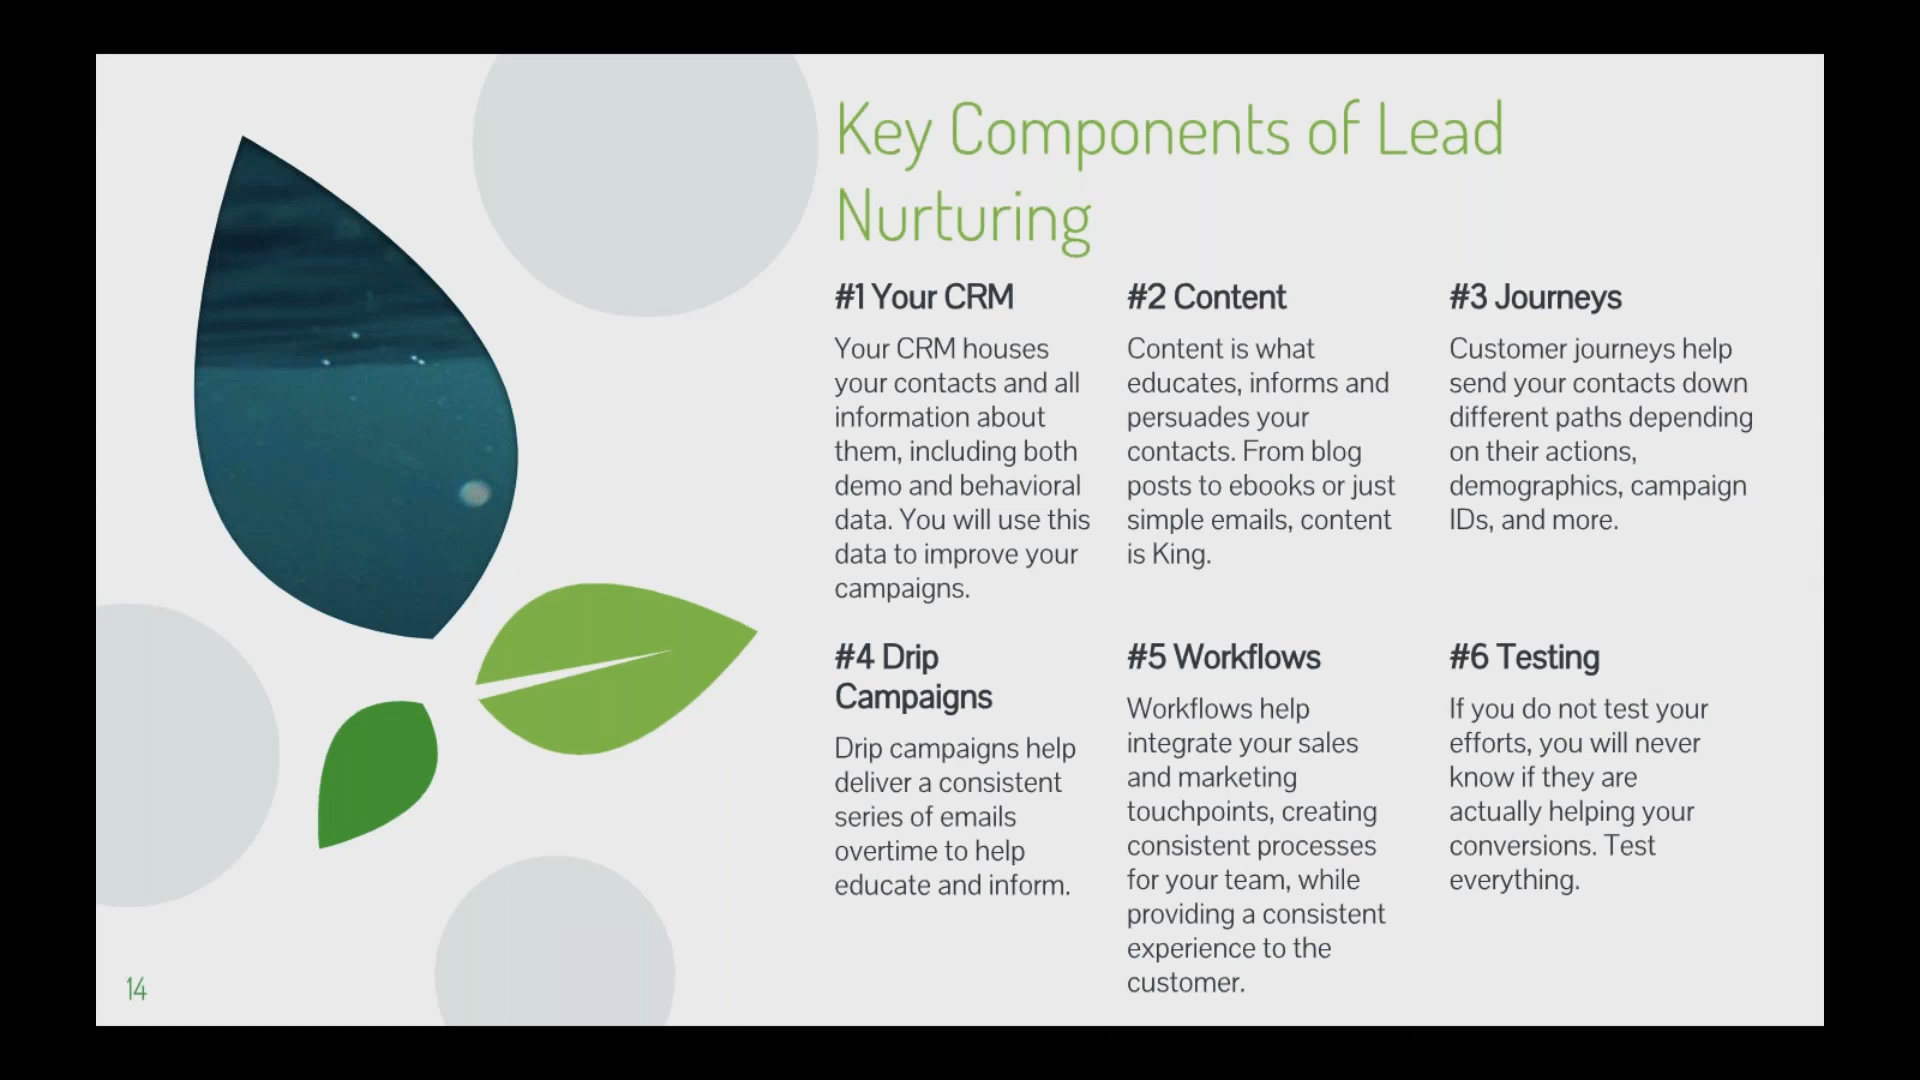 Key Components of Lead
Nurturing
#1 Your CRM
Your CRM houses
your contacts and all
information about
them, including both
demo and behavioral
data. You will use this
data to improve your
campaigns.
#2 Content
Content is what
educates, informs and
persuades your
contacts. From blog
posts to ebooks or just
simple emails, content
is King.
#3 Journeys
Customer journeys help
send your contacts down
different paths depending
on their actions,
demographics, campaign
IDs, and more.
#4 Drip
Campaigns
Drip campaigns help
deliver a consistent
series of emails
overtime to help
educate and inform.
#5 Workflows
Workflows help
integrate your sales
and marketing
touchpoints, creating
consistent processes
for your team, while
providing a consistent
experience to the
customer.
#6 Testing
If you do not test your
efforts, you will never
know if they are
actually helping your
conversions. Test
everything.
14